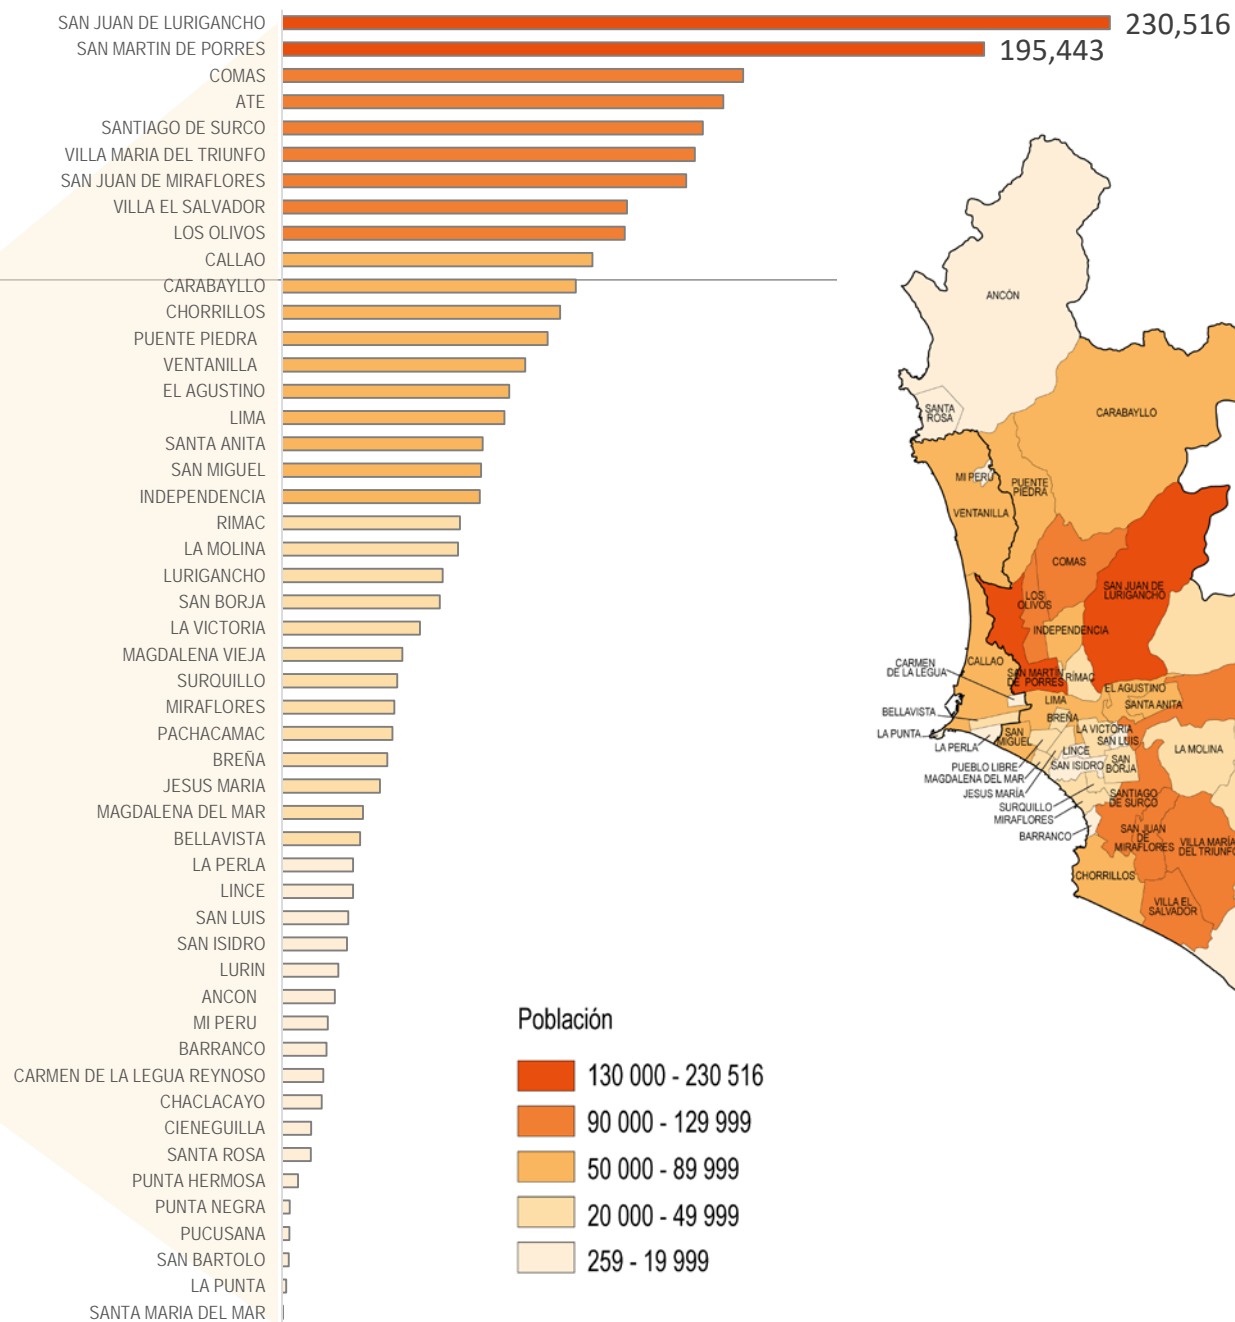 SAN JUAN DE LURIGANCHO
230,516
SAN MARTIN DE PORRES
195,443
COMAS
ATE
SANTIAGO DE SURCO
VILLA MARIA DEL TRIUNFO
SAN JUAN DE MIRAFLORES
VILLA EL SALVADOR
LOS OLIVOS
CALLAO
CARABAYLLO
CHORRILLOS
PUENTE PIEDRA
VENTANILLA
EL AGUSTINO
LIMA
SANTA ANITA
SAN MIGUEL
INDEPENDENCIA
RIMAC
LA MOLINA
LURIGANCHO
SAN BORJA
LA VICTORIA
MAGDALENA VIEJA
SURQUILLO
MIRAFLORES
PACHACAMAC
BREÑA
JESUS MARIA
MAGDALENA DEL MAR
BELLAVISTA
LA PERLA
LINCE
SAN LUIS
SAN ISIDRO
LURIN
ANCON
MI PERU
BARRANCO
CARMEN DE LA LEGUA REYNOSO
CHACLACAYO
CIENEGUILLA
SANTA ROSA
PUNTA HERMOSA
PUNTA NEGRA
PUCUSANA
SAN BARTOLO
LA PUNTA
SANTA MARIA DEL MAR
ANCÓN
SANTA
ROSA
CARABAYLLO
MI PERÚ
PUENTE
PIEDRA
VENTANILLA
COMAS
SAN JUAN DE
LURIGANCHO
LOS
OLIVOS
INDEPENDENCIA
CARMEN
DE LA LEGUA
CALLAO
SAN MARTIN
DE PORRES
RÍMAC
EL AGUSTINO
LIMA
SANTA ANITA
BELLAVISTA
BREÑA
LA PUNTA
LA VICTORIA
SAN
MIGUEL
SAN LUIS
LA PERLA
LINCE
LA MOLINA
PUEBLO LIBRE
SAN ISIDRO
SAN
BORJA
MAGDALENA DEL MAR
JESUS MARÍA
SANTIAGO
DE SURCO
SURQUILLO
MIRAFLORES
BARRANCO
SAN JUAN
DE
MIRAFLORES
VILLA MARÍA
DEL TRIUNFO
CHORRILLOS
VILLA EL
SALVADOR
Población
130 000 - 230 516
90 000 - 129 999
50 000 - 89 999
20 000 - 49 999
259 - 19 999